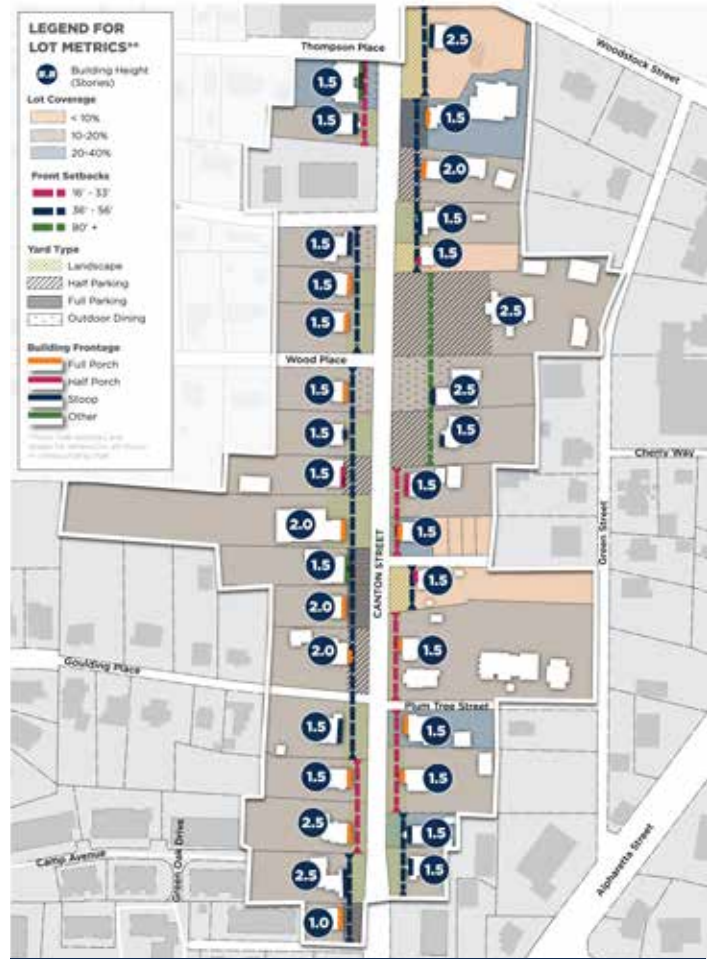 LEGEND FOR
LOT METRICS**
#.# Building Height
(Stories)
Lot Coverage
< 10%
10-20%
20-40%
Front Setbacks
16' - 33'
36' - 56'
80' +
Yard Type
Landscape
Half Parking
Full Parking
Outdoor Dining
Building Frontage
Full Porch
Half Porch
Stoop
Other
Thompson Place
Woodstock Street
2.5
1.5
1.5
1.5
2.0
1.5
1.5
1.5
1.5
1.5
2.5
Wood Place
1.5
2.5
1.5
1.5
Cherry Way
1.5
1.5
2.0
1.5
CANTON STREET
Green Street
1.5
1.5
2.0
2.0
1.5
Goulding Place
Plum Tree Street
1.5
1.5
1.5
1.5
2.5
1.5
Camp Avenue
Green Oak Drive
2.5
1.5
1.0
Alpharetta Street